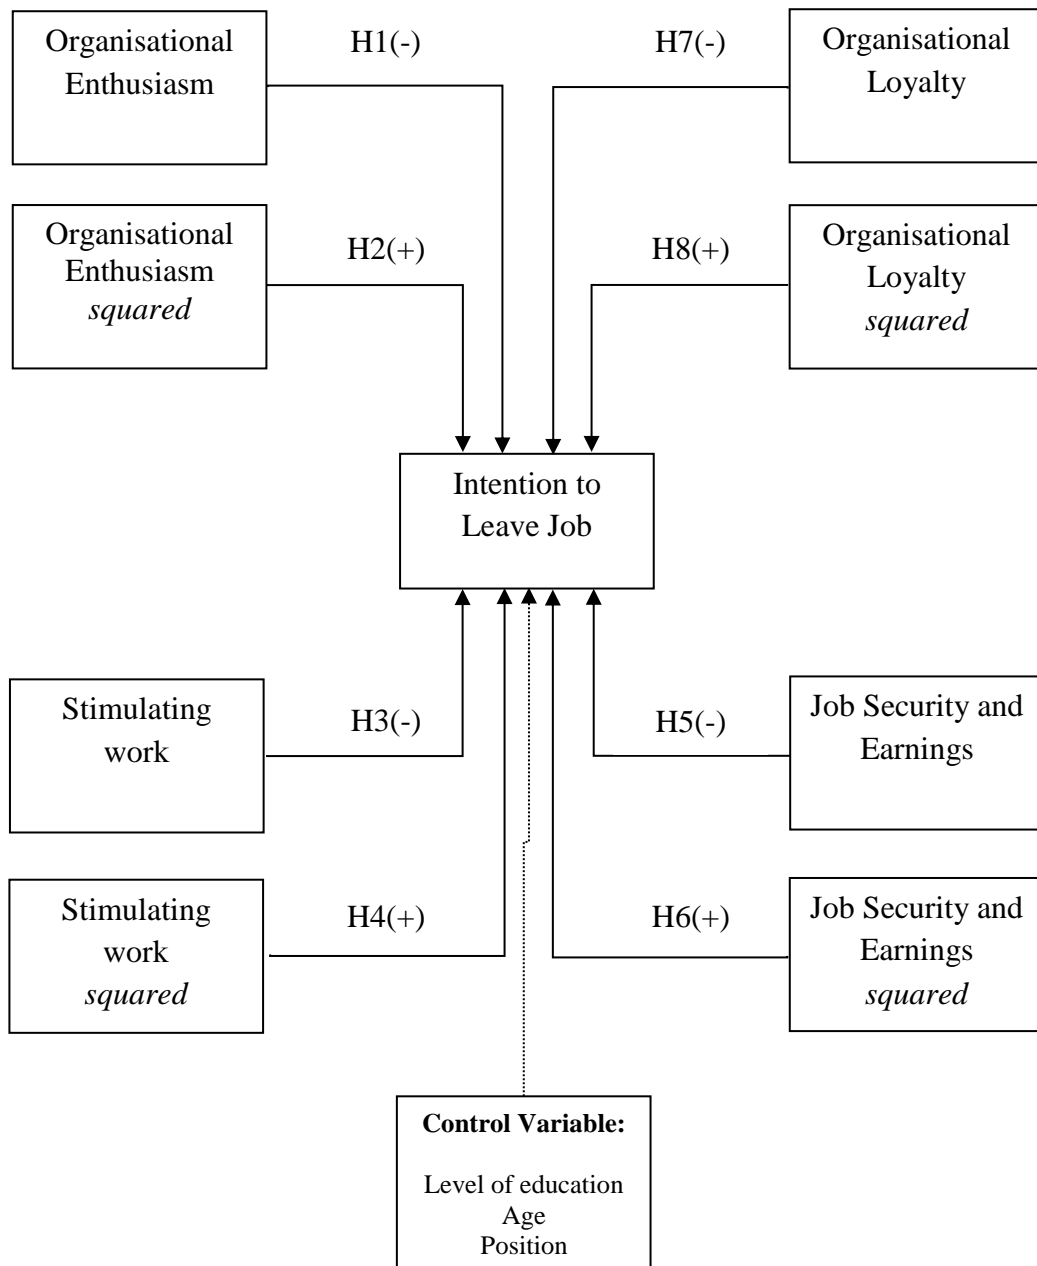 Organisational
Enthusiasm
H1(-)
H7(-)
Organisational
Loyalty
Organisational
Enthusiasm
squared
H2(+)
H8(+)
Organisational
Loyalty
squared
Intention to
Leave Job
Stimulating
work
H3(-)
H5(-)
Job Security and
Earnings
Stimulating
work
squared
H4(+)
H6(+)
Job Security and
Earnings
squared
Control Variable:
Level of education
Age
Position